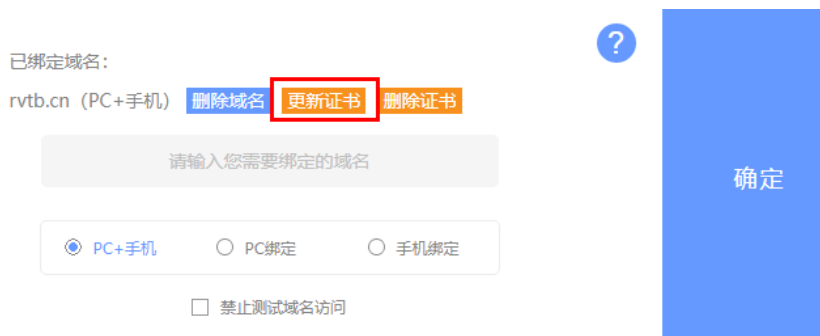 ?
已绑定域名:
rvtb.cn（PC+手机） 删除域名 更新证书 删除证书
请输入您需要绑定的域名
确定
PC+手机 PC绑定 手机绑定
禁止测试域名访问